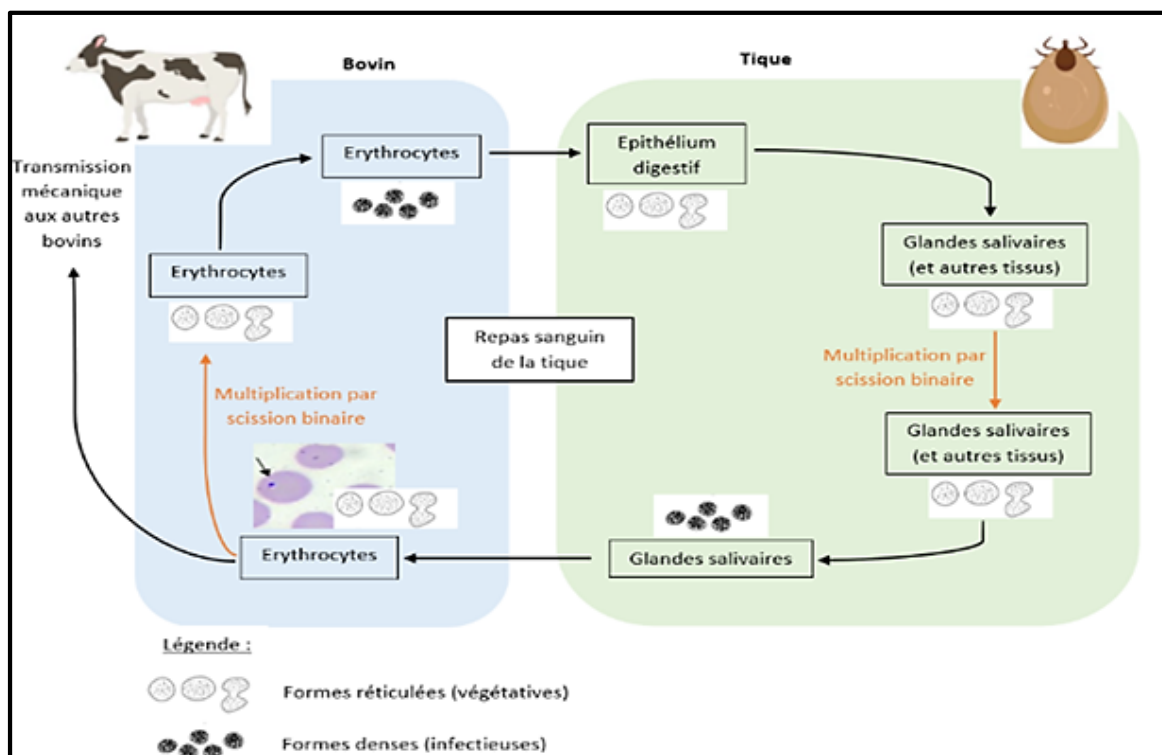 Bovin
Tique
Transmission
mécanique
aux autres
bovins
Erythrocytes
Epithélium
digestif
Erythrocytes
Glandes salivaires
(et autres tissus)
Repas sanguin
de la tique
Multiplication par
scission binaire
Multiplication par
scission binaire
Glandes salivaires
(et autres tissus)
Erythrocytes
Glandes salivaires
Légende :
Formes réticulées (végétatives)
Formes denses (infectieuses)